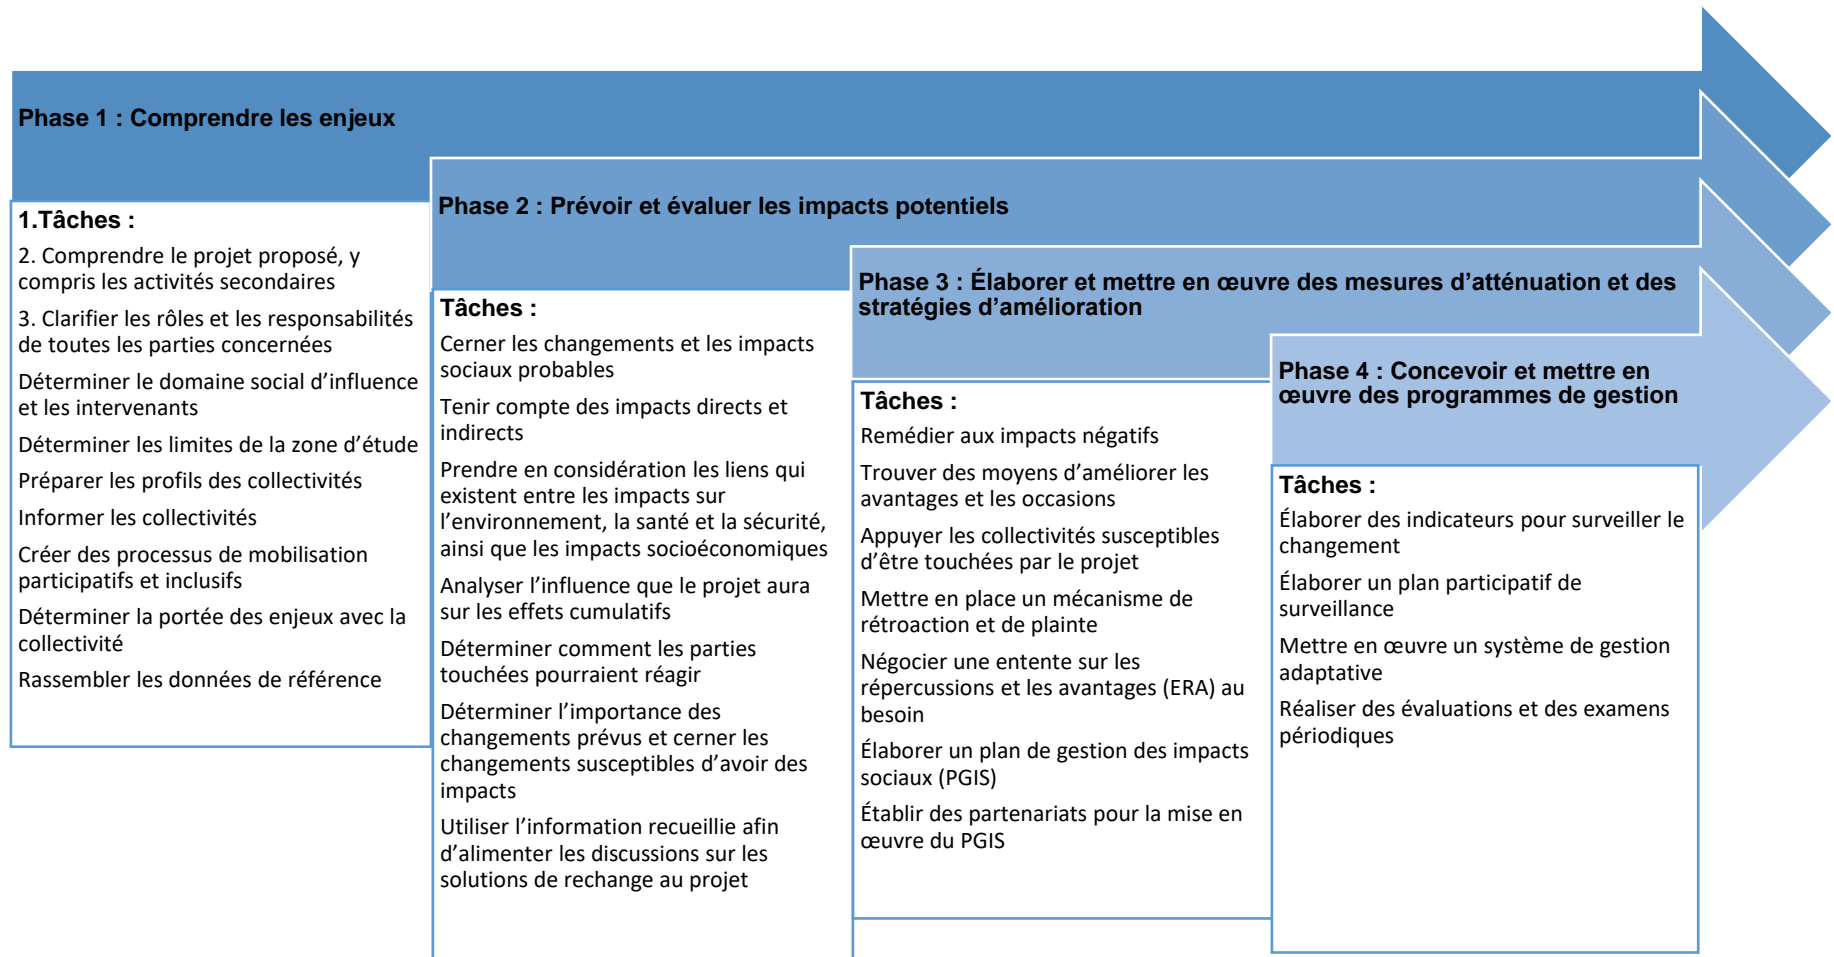 Phase 1 : Comprendre les enjeux
1.Tâches :
2. Comprendre le projet proposé, y
compris les activités secondaires
3. Clarifier les rôles et les responsabilités
de toutes les parties concernées
Déterminer le domaine social d’influence
et les intervenants
Déterminer les limites de la zone d’étude
Préparer les profils des collectivités
Informer les collectivités
Créer des processus de mobilisation
participatifs et inclusifs
Déterminer la portée des enjeux avec la
collectivité
Rassembler les données de référence
Phase 2 : Prévoir et évaluer les impacts potentiels
Tâches :
Cerner les changements et les impacts
sociaux probables
Tenir compte des impacts directs et
indirects
Prendre en considération les liens qui
existent entre les impacts sur
l’environnement, la santé et la sécurité,
ainsi que les impacts socioéconomiques
Analyser l’influence que le projet aura
sur les effets cumulatifs
Déterminer comment les parties
touchées pourraient réagir
Déterminer l’importance des
changements prévus et cerner les
changements susceptibles d’avoir des
impacts
Utiliser l’information recueillie afin
d’alimenter les discussions sur les
solutions de rechange au projet
Phase 3 : Élaborer et mettre en œuvre des mesures d’atténuation et des
stratégies d’amélioration
Tâches :
Remédier aux impacts négatifs
Trouver des moyens d’améliorer les
avantages et les occasions
Appuyer les collectivités susceptibles
d’être touchées par le projet
Mettre en place un mécanisme de
rétroaction et de plainte
Négocier une entente sur les
répercussions et les avantages (ERA) au
besoin
Élaborer un plan de gestion des impacts
sociaux (PGIS)
Établir des partenariats pour la mise en
œuvre du PGIS
Phase 4 : Concevoir et mettre en
œuvre des programmes de gestion
Tâches :
Élaborer des indicateurs pour surveiller le
changement
Élaborer un plan participatif de
surveillance
Mettre en œuvre un système de gestion
adaptative
Réaliser des évaluations et des examens
périodiques